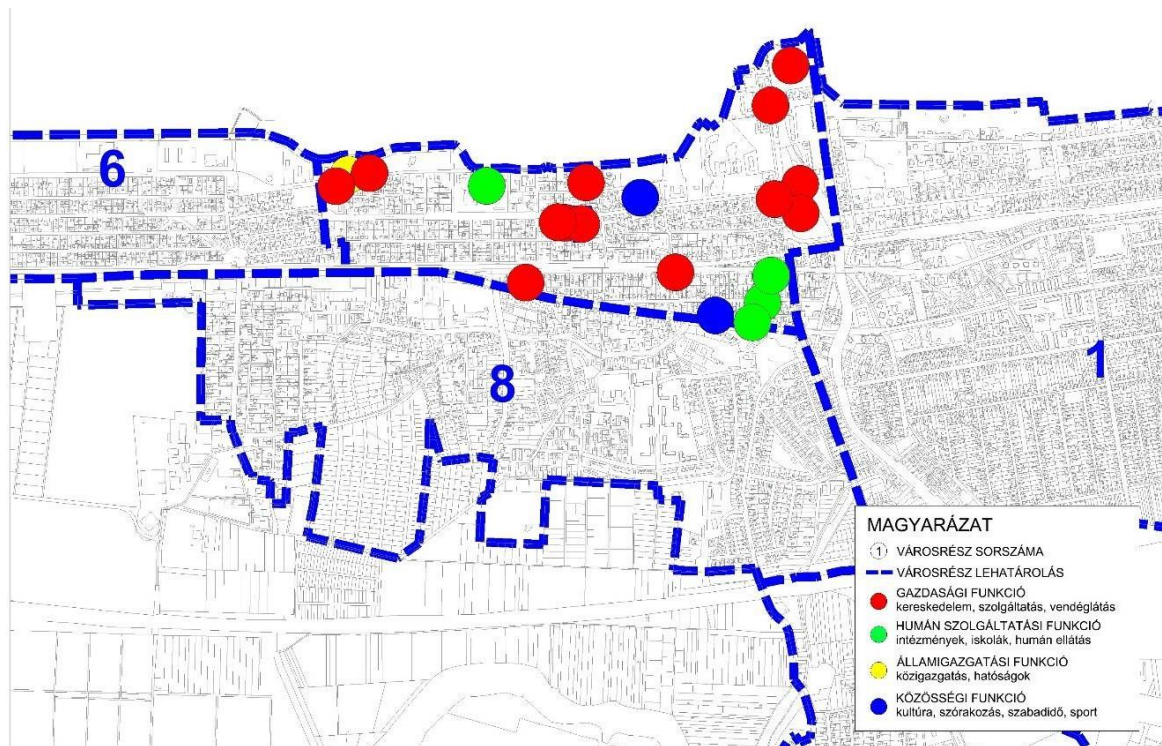 6
8
1
MAGYARÁZAT
1 VÁROSRÉSZ SORSZÁMA
VÁROSRÉSZ LEHATÁROLÁS
GAZDASÁGI FUNKCIÓ
kereskedelem, szolgáltatás, vendéglátás
HUMÁN SZOLGÁLTATÁSI FUNKCIÓ
intézmények, iskolák, humán ellátás
ÁLLAMIGAZGATÁSI FUNKCIÓ
közigazgatás, hatóságok
KÖZÖSSÉGI FUNKCIÓ
kultúra, szórakozás, szabadidő, sport